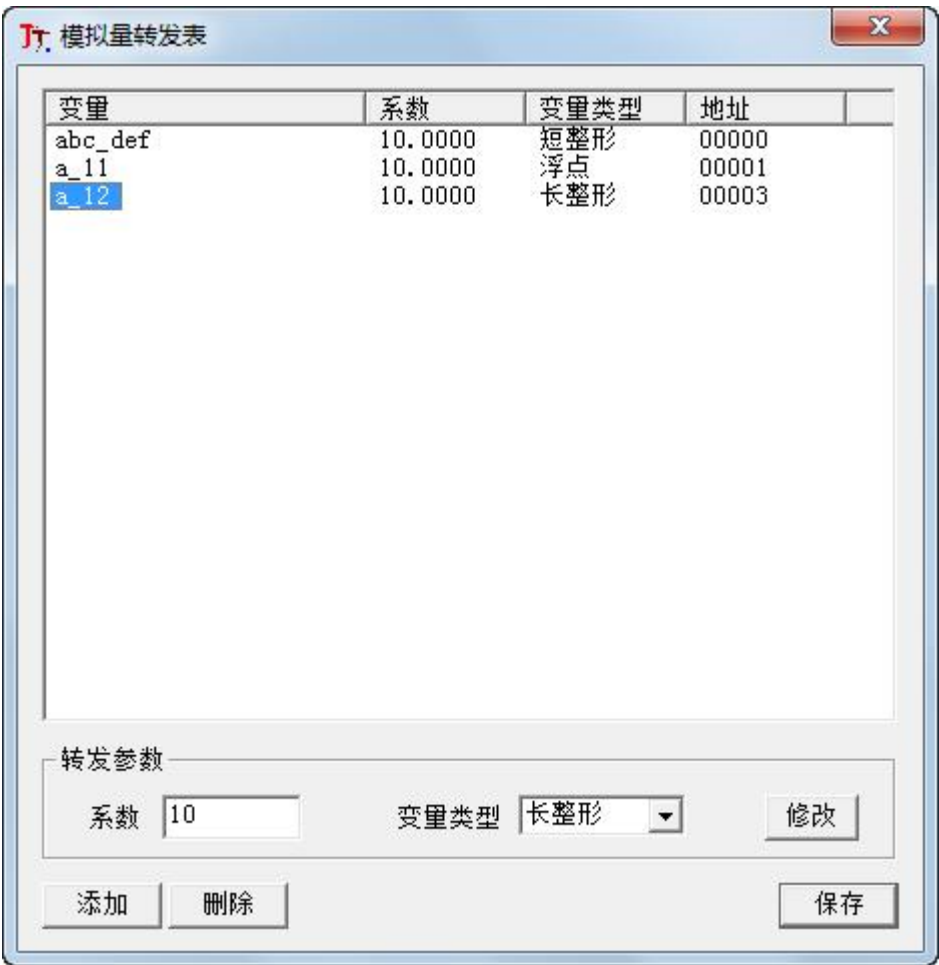 模拟量转发表
变量 系数 变量类型 地址
abc_def 10.0000 短整形 00000
a_11 10.0000 浮点 00001
a_12 10.0000 长整形 00003
转发参数
系数 10 变量类型 长整形 修改
添加 删除 保存